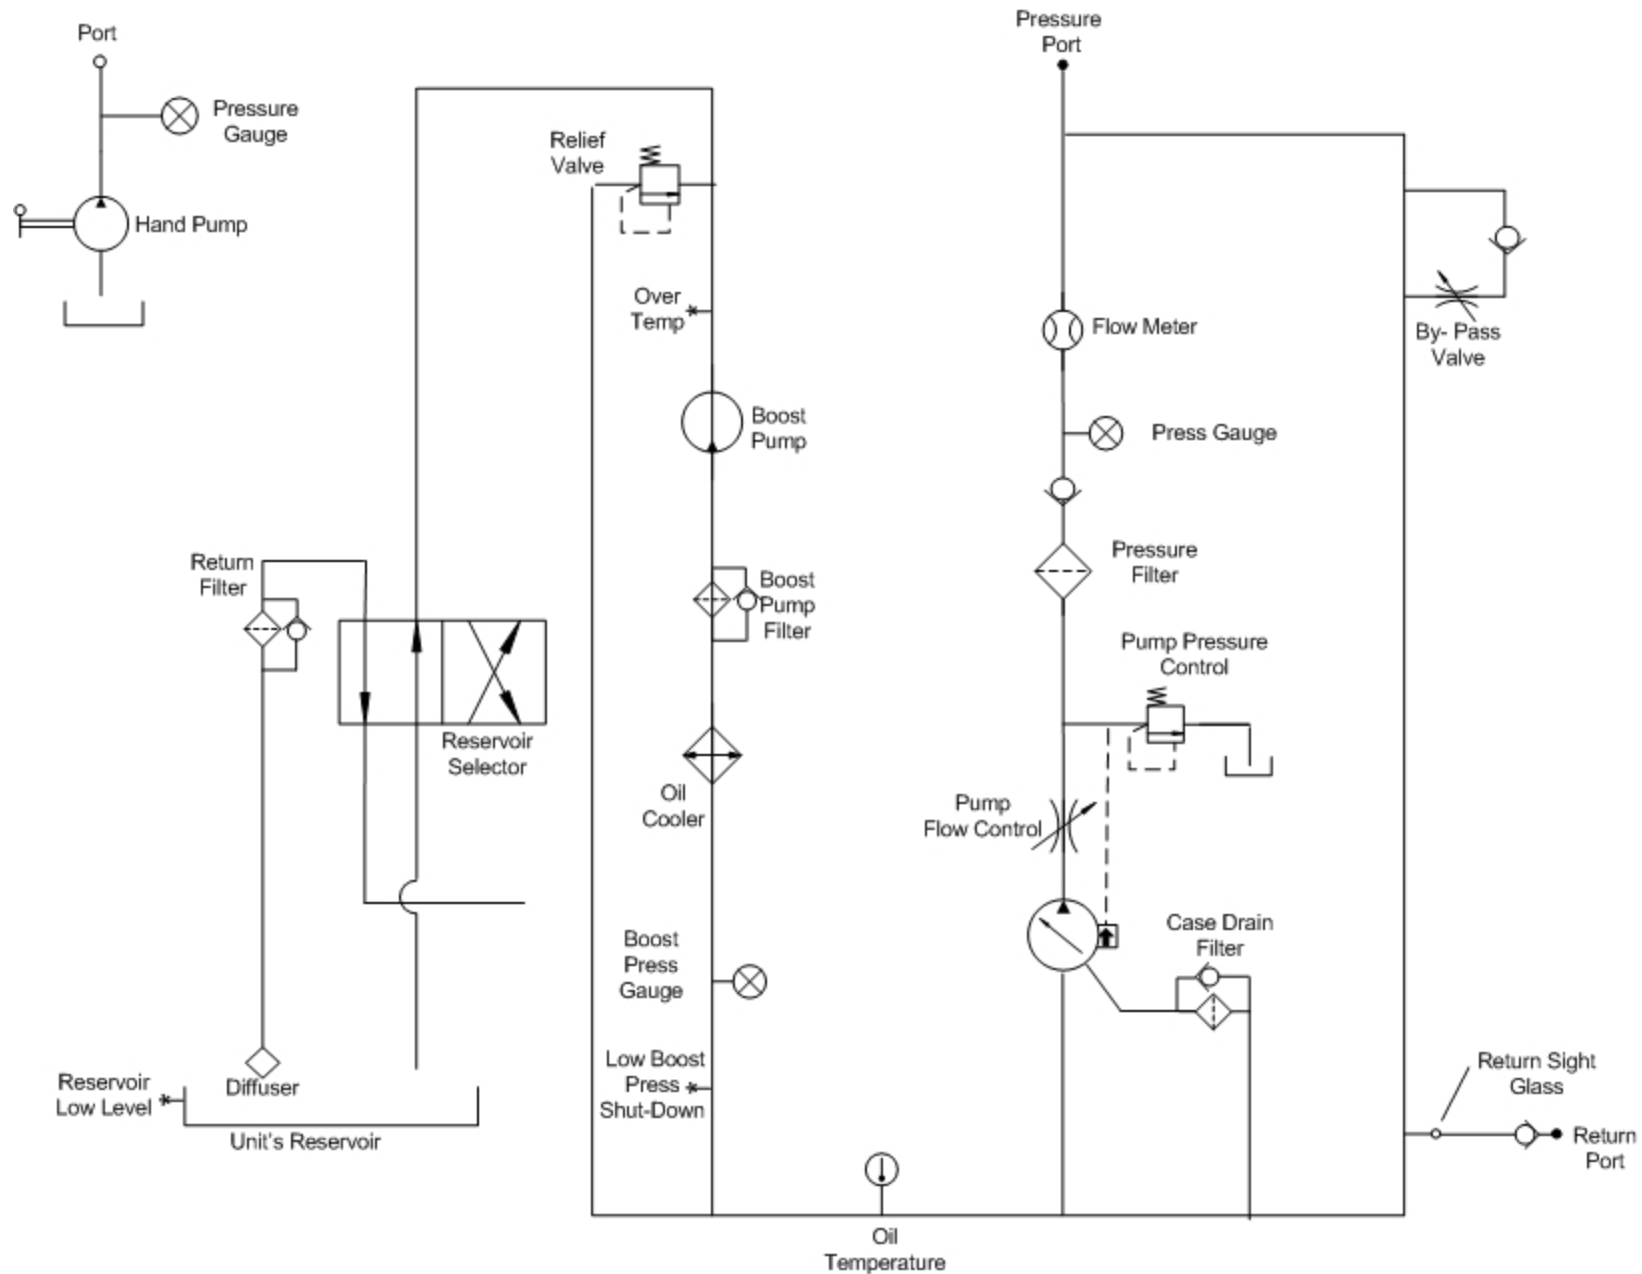 Port
Pressure
Gauge
Hand Pump
Relief
Valve
Over
Temp
Boost
Pump
Return
Filter
Boost
Pump
Filter
Reservoir
Selector
Oil
Cooler
Boost
Press
Gauge
Low Boost
Press
Shut-Down
Reservoir
Low Level
Diffuser
Unit's Reservoir
Pressure
Port
Flow Meter
By- Pass
Valve
Press Gauge
Pressure
Filter
Pump Pressure
Control
Pump
Flow Control
Case Drain
Filter
Return Sight
Glass
Return
Port
Oil
Temperature